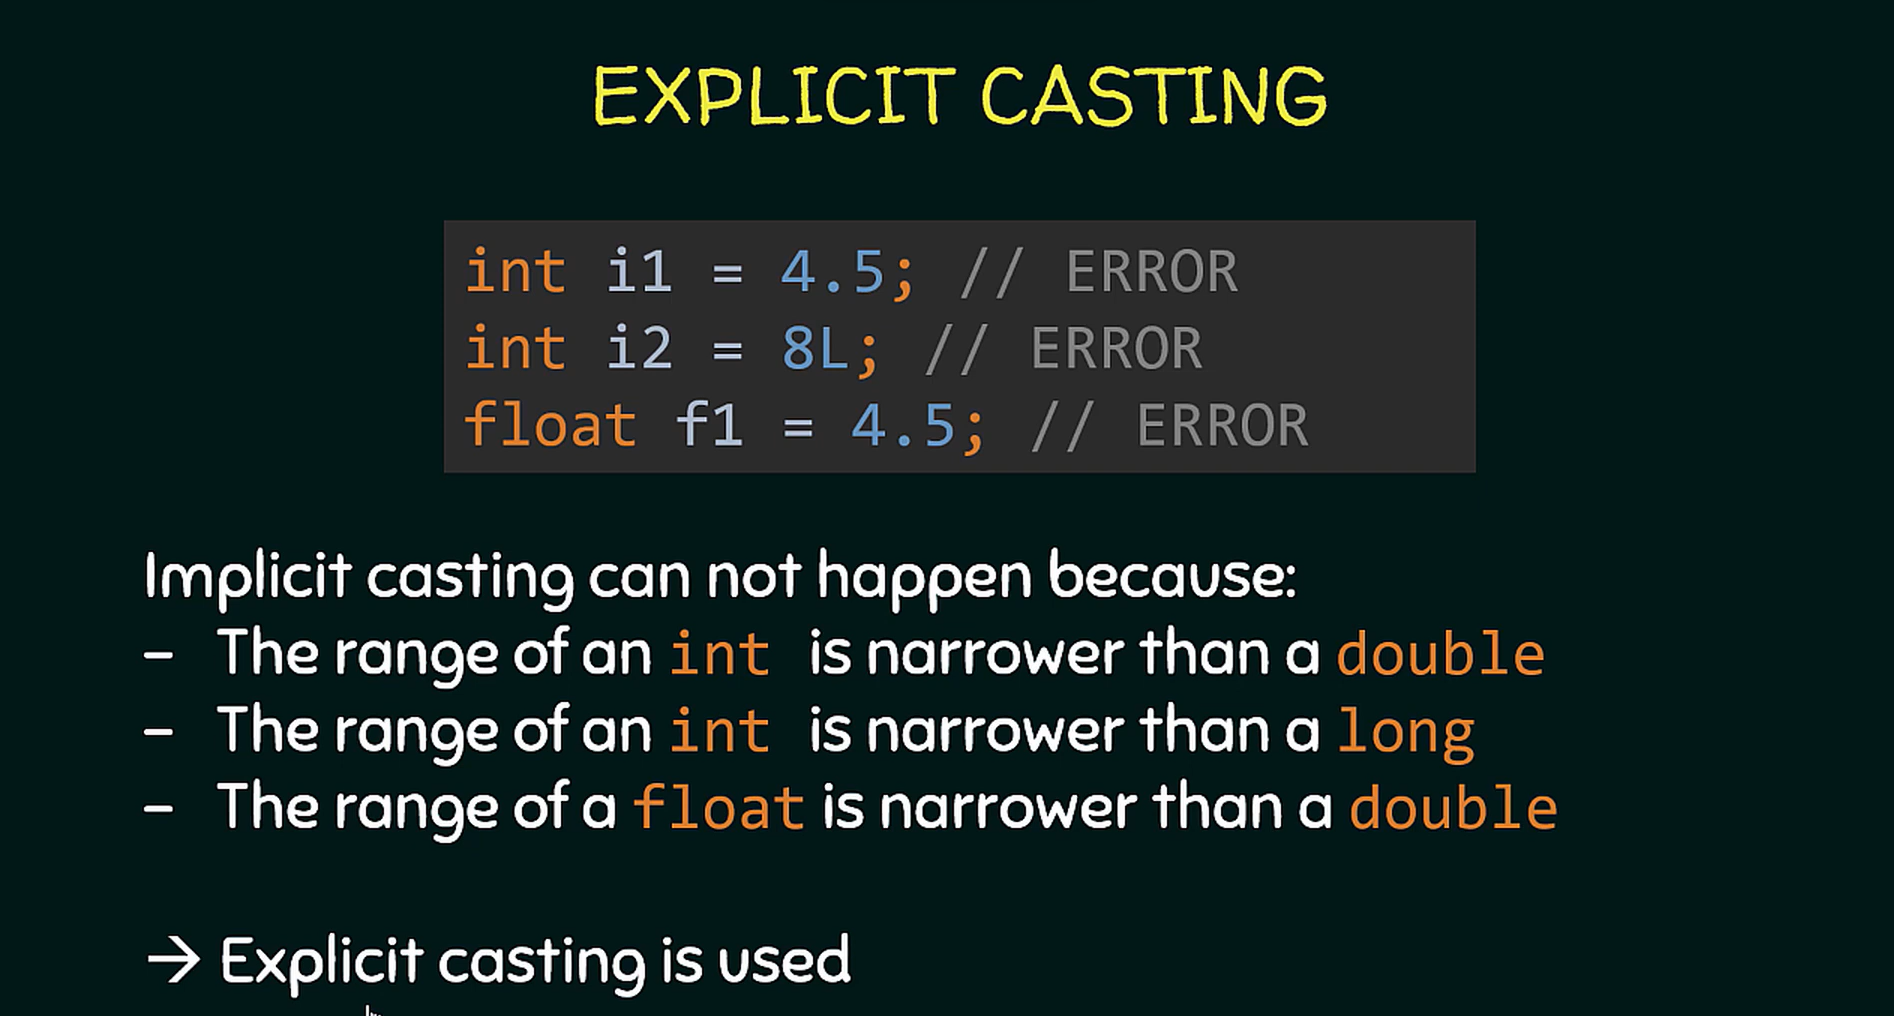 EXPLICIT CASTING
int i1 = 4.5; // ERROR
int i2 = 8L; // ERROR
float f1 = 4.5; // ERROR
Implicit casting can not happen because:
- The range of an int is narrower than a double
- The range of an int is narrower than a long
- The range of a float is narrower than a double
→ Explicit casting is used